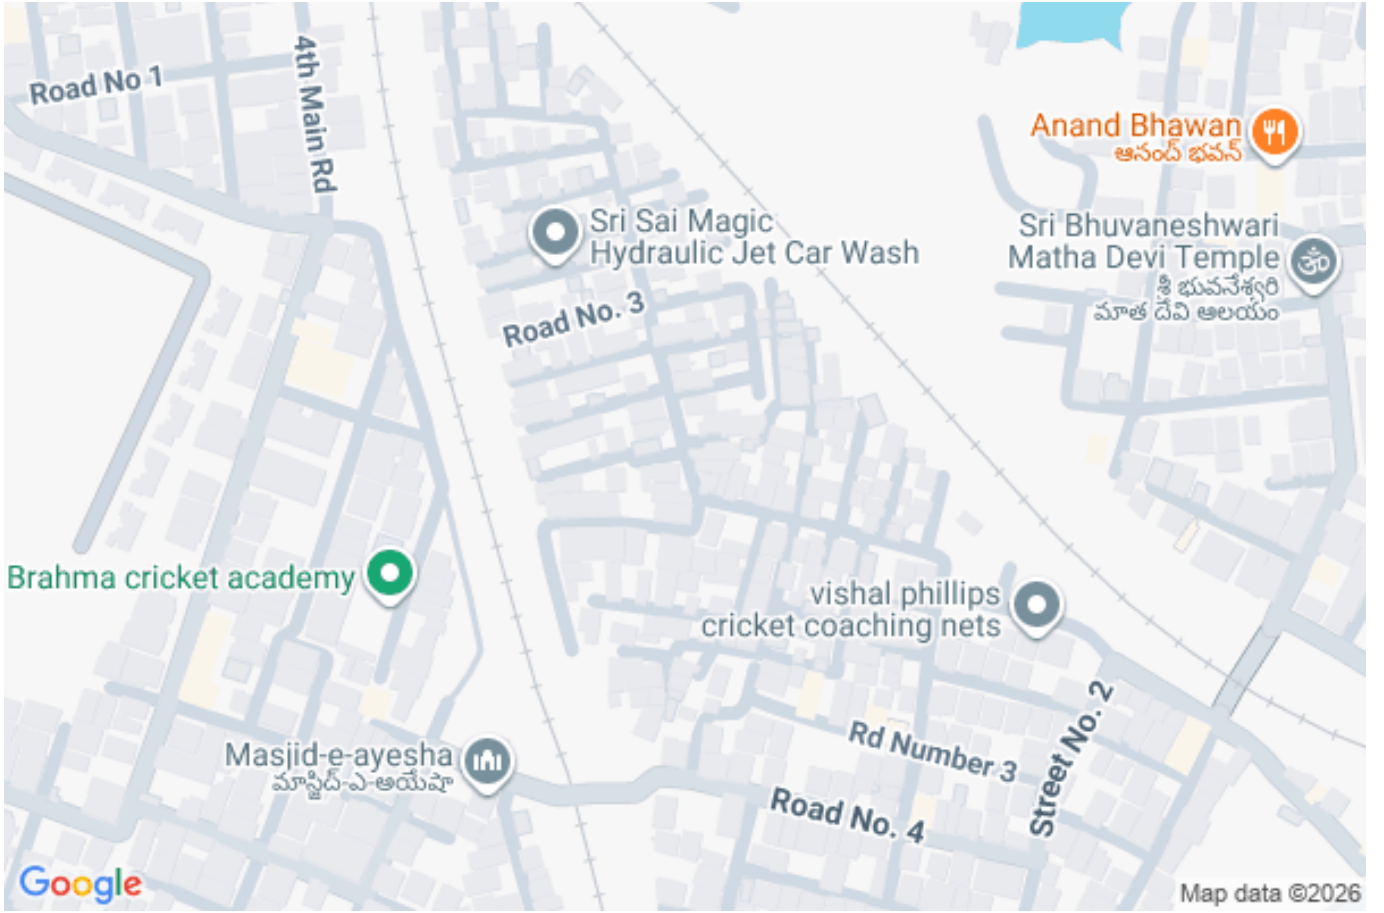 Road No 1
4th Main Rd
Anand Bhawan
ఆనంద్ భవన్
Sri Sai Magic
Hydraulic Jet Car Wash
Sri Bhuvaneshwari
Matha Devi Temple
శ్రీ భువనేశ్వరి
మాత దేవి ఆలయం
Road No. 3
Brahma cricket academy
vishal phillips
cricket coaching nets
Street No. 2
Rd Number 3
Masjid-e-ayesha
మాస్జిద్-ఎ-అయేషా
Road No. 4
Google
Map data ©2026